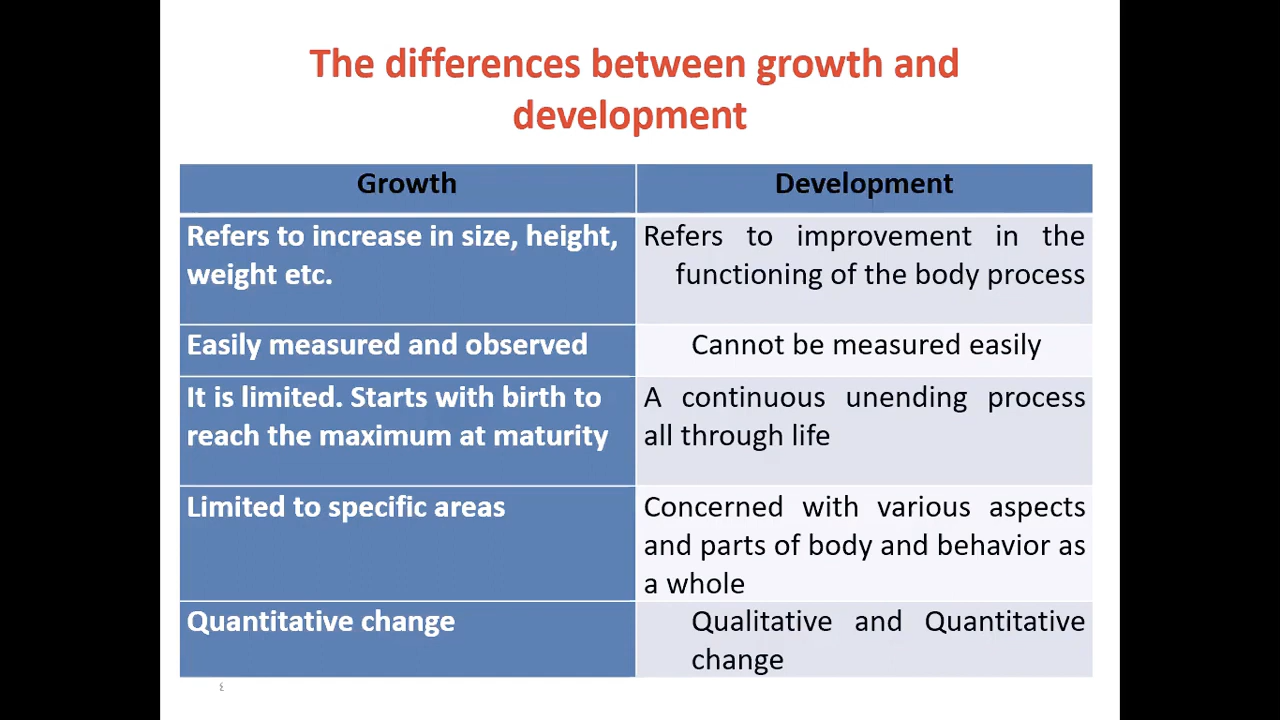 The differences between growth and
development
Growth
Development
Refers to increase in size, height,
weight etc.
Refers to improvement in the
functioning of the body process
Easily measured and observed
Cannot be measured easily
It is limited. Starts with birth to
reach the maximum at maturity
A continuous unending process
all through life
Limited to specific areas
Concerned with various aspects
and parts of body and behavior as
a whole
Quantitative change
Qualitative and Quantitative
change
٤